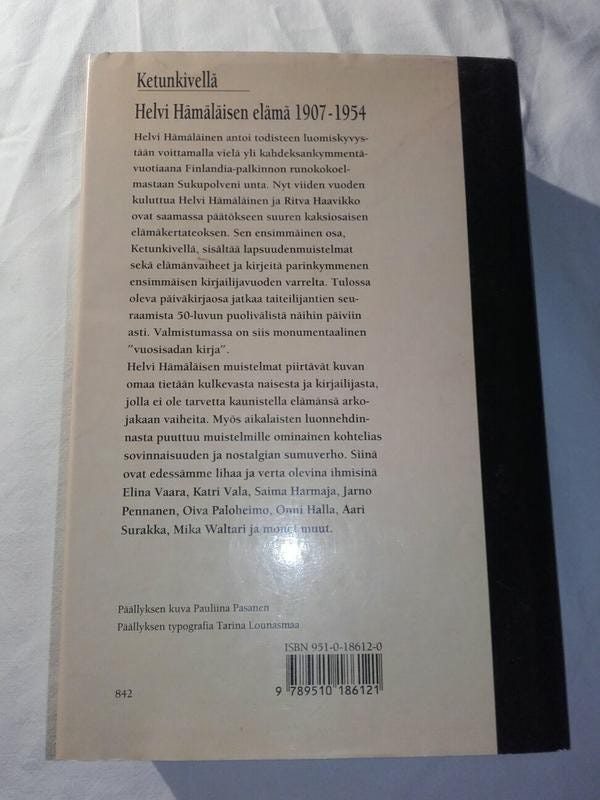 Ketunkivellä
Helvi Hämäläisen elämä 1907-1954
Helvi Hämäläinen antoi todisteen luomiskyvys-
tään voittamalla vielä yli kahdeksankymmentä-
vuotiaana Finlandia-palkinnon runokokoel-
mastaan Sukupolveni unta. Nyt viiden vuoden
kuluttua Helvi Hämäläinen ja Ritva Haavikko
ovat saamassa päätökseen suuren kaksiosaisen
elämäkertateoksen. Sen ensimmäinen osa,
Ketunkivellä, sisältää lapsuudenmuistelmat
sekä elämänvaiheet ja kirjeitä parinkymmenen
ensimmäisen kirjailijavuoden varrelta. Tulossa
oleva päiväkirjaosa jatkaa taiteilijantien seu-
raamista 50-luvun puolivälistä näihin päiviin
asti. Valmistumassa on siis monumentaalinen
"vuosisadan kirja".
Helvi Hämäläisen muistelmat piirtävät kuvan
omaa tietään kulkevasta naisesta ja kirjailijasta,
jolla ei ole tarvetta kaunistella elämänsä arko-
jakaan vaiheita. Myös aikalaisten luonnehdin-
nasta puuttuu muistelmille ominainen kohtelias
sovinnaisuuden ja nostalgian sumuverho. Siinä
ovat edessämme lihaa ja verta olevina ihmisinä
Elina Vaara, Katri Vala, Saima Harmaja, Jarno
Pennanen, Oiva Paloheimo, Onni Halla, Aari
Surakka, Mika Waltari ja monet muut.
Päällyksen kuva Pauliina Pasanen
Päällyksen typografia Tarina Lounasmaa
ISBN 951-0-18612-0
9 789510 186121
842